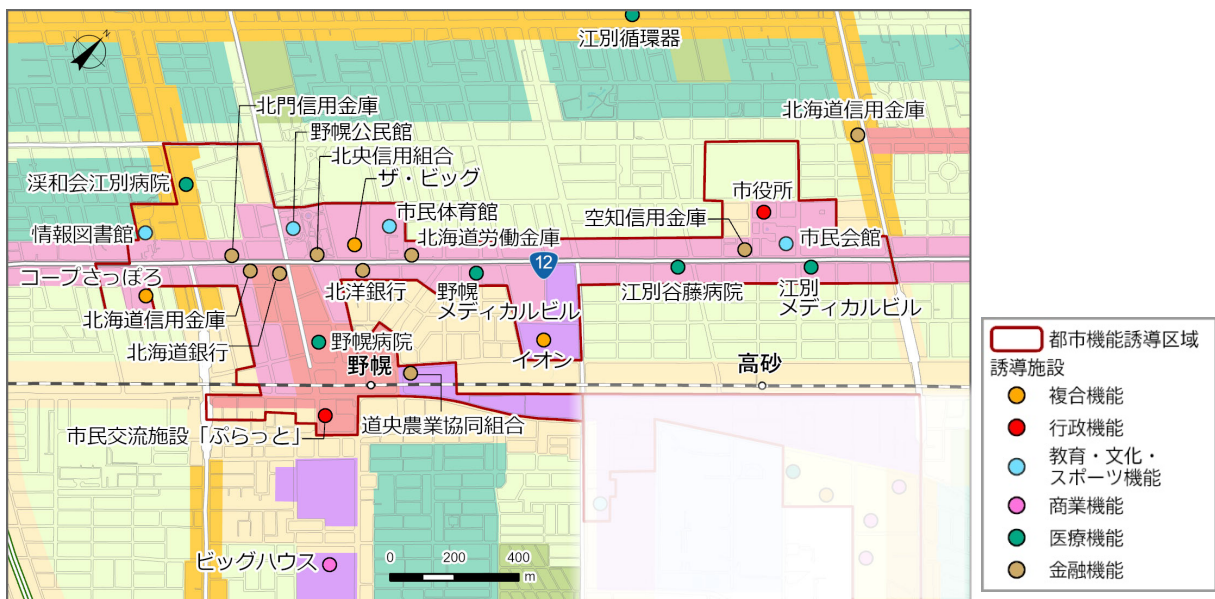 江別循環器
N
北門信用金庫
北海道信用金庫
野幌公民館
北央信用組合
ザ・ビッグ
渓和会江別病院
市役所
市民体育館
空知信用金庫
情報図書館
北海道労働金庫
市民会館
12
コープさっぽろ
北洋銀行
野幌
メディカルビル
江別谷藤病院
江別
メディカルビル
北海道信用金庫
北海道銀行
野幌病院
イオン
野幌
高砂
市民交流施設「ぷらっと」
道央農業協同組合
ビッグハウス
0 200 400
m
都市機能誘導区域
誘導施設
複合機能
行政機能
教育・文化・
スポーツ機能
商業機能
医療機能
金融機能